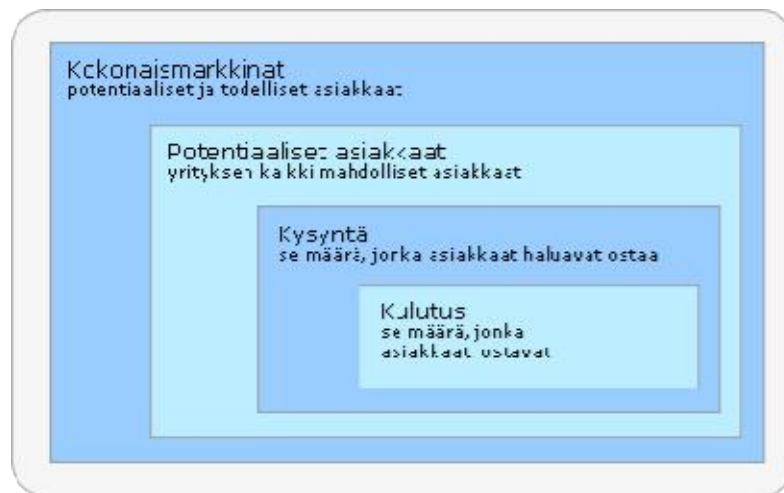 Kokonaismarkkinat
potentiaaliset ja todelliset asiakkaat
Potentiaaliset asiakkaat
yrityksen kaikki mahdolliset asiakkaat
Kysyntä
se määrä, jorka asiakkaat haluavat ostaa
Kulutus
se määrä, jonka
asiakkaat ostavat